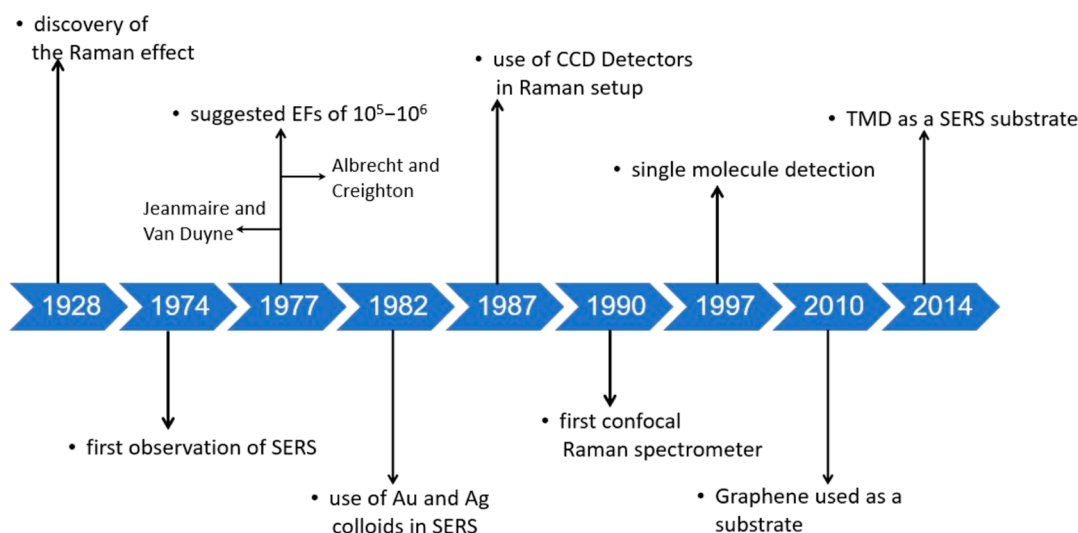 • discovery of
the Raman effect
• suggested EFs of 10⁵–10⁶
Albrecht and
Creighton
Jeanmaire and
Van Duyne
• use of CCD Detectors
in Raman setup
• single molecule detection
• TMD as a SERS substrate
1928 1974 1977 1982 1987 1990 1997 2010 2014
• first observation of SERS
• use of Au and Ag
colloids in SERS
• first confocal
Raman spectrometer
• Graphene used as a
substrate